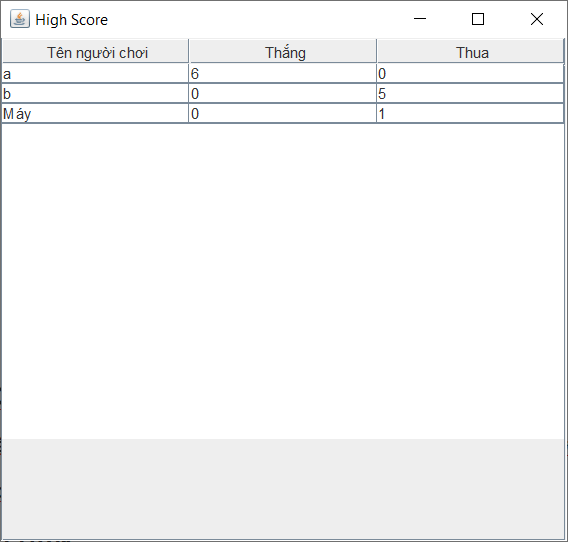 High Score
Tên người chơi Thắng Thua
a 6 0
b 0 5
Máy 0 1